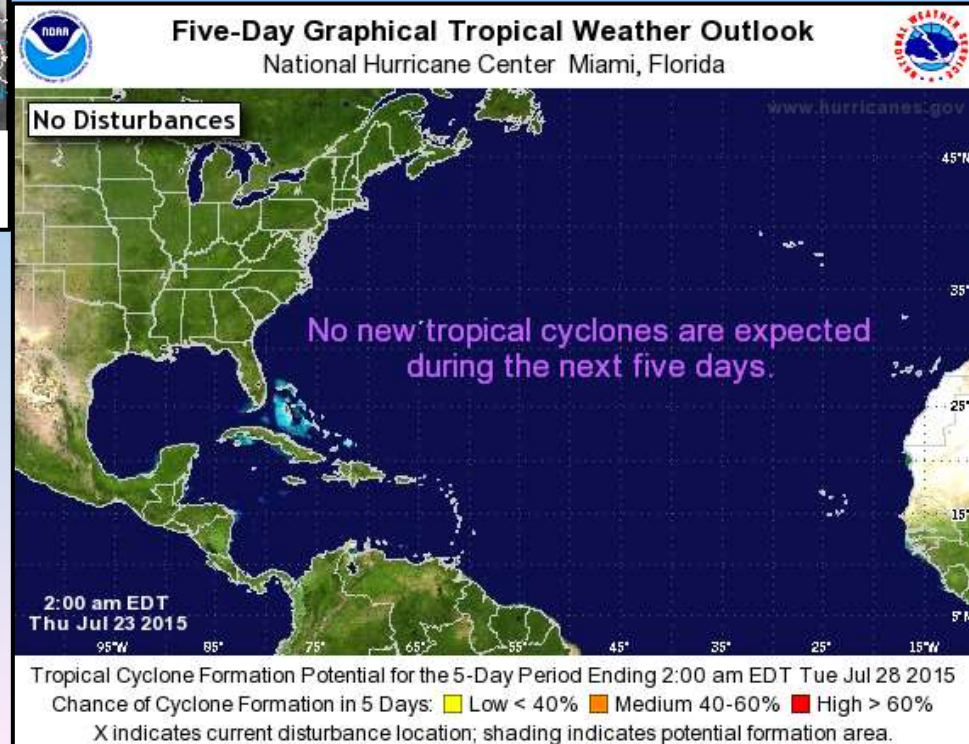 NOAA
Five-Day Graphical Tropical Weather Outlook
National Hurricane Center Miami, Florida
NATIONAL WEATHER SERVICE
No Disturbances
www.hurricanes.gov
45°N
35°
No new tropical cyclones are expected
during the next five days.
25°
15°
5°N
2:00 am EDT
Thu Jul 23 2015
95°W 85° 75° 65° 55° 45° 35° 25° 15°W
Tropical Cyclone Formation Potential for the 5-Day Period Ending 2:00 am EDT Tue Jul 28 2015
Chance of Cyclone Formation in 5 Days: Low < 40% Medium 40-60% High > 60%
X indicates current disturbance location; shading indicates potential formation area.